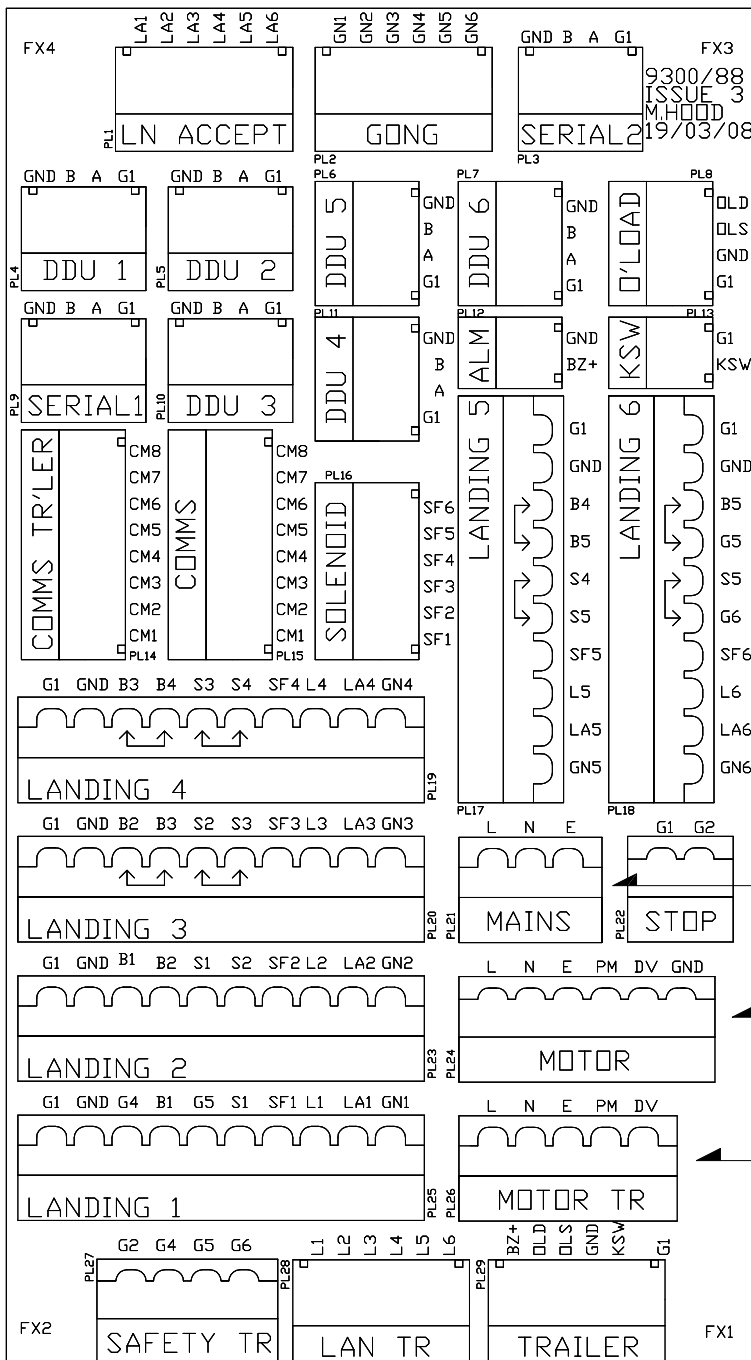 FX4
LA1 LA2 LA3 LA4 LA5 LA6
PL1
LN ACCEPT
GN1 GN2 GN3 GN4 GN5 GN6
PL2
GONG
GND B A G1
PL3
SERIAL2
FX3
9300/88
ISSUE 3
M.HOOD
19/03/08
GND B A G1
PL4
DDU 1
GND B A G1
PL5
DDU 2
PL6
DDU 5
GND
B
A
G1
PL7
DDU 6
GND
B
A
G1
PL8
O'LOAD
OLD
OLS
GND
G1
GND B A G1
PL9
SERIAL1
GND B A G1
PL10
DDU 3
PL11
DDU 4
GND
B
A
G1
PL12
ALM
GND
BZ+
PL13
KSW
G1
KSW
COMMS TR'LER
CM8
CM7
CM6
CM5
CM4
CM3
CM2
CM1
PL14
COMMS
CM8
CM7
CM6
CM5
CM4
CM3
CM2
CM1
PL15
PL16
SOLENOID
SF6
SF5
SF4
SF3
SF2
SF1
LANDING 5
G1
GND
B4
B5
S4
S5
SF5
L5
LA5
GN5
PL17
LANDING 6
G1
GND
B5
G5
S5
G6
SF6
L6
LA6
GN6
PL18
G1 GND B3 B4 S3 S4 SF4 L4 LA4 GN4
LANDING 4
PL19
G1 GND B2 B3 S2 S3 SF3 L3 LA3 GN3
LANDING 3
PL20
L N E
PL21
MAINS
G1 G2
PL22
STOP
G1 GND B1 B2 S1 S2 SF2 L2 LA2 GN2
LANDING 2
PL23
L N E PM DV GND
PL24
MOTOR
G1 GND G4 B1 G5 S1 SF1 L1 LA1 GN1
LANDING 1
PL25
L N E PM DV
PL26
MOTOR TR
PL27
G2 G4 G5 G6
SAFETY TR
PL28
L1 L2 L3 L4 L5 L6
LAN TR
PL29
BZ+ OLD OLS GND KSW G1
TRAILER
FX2
FX1